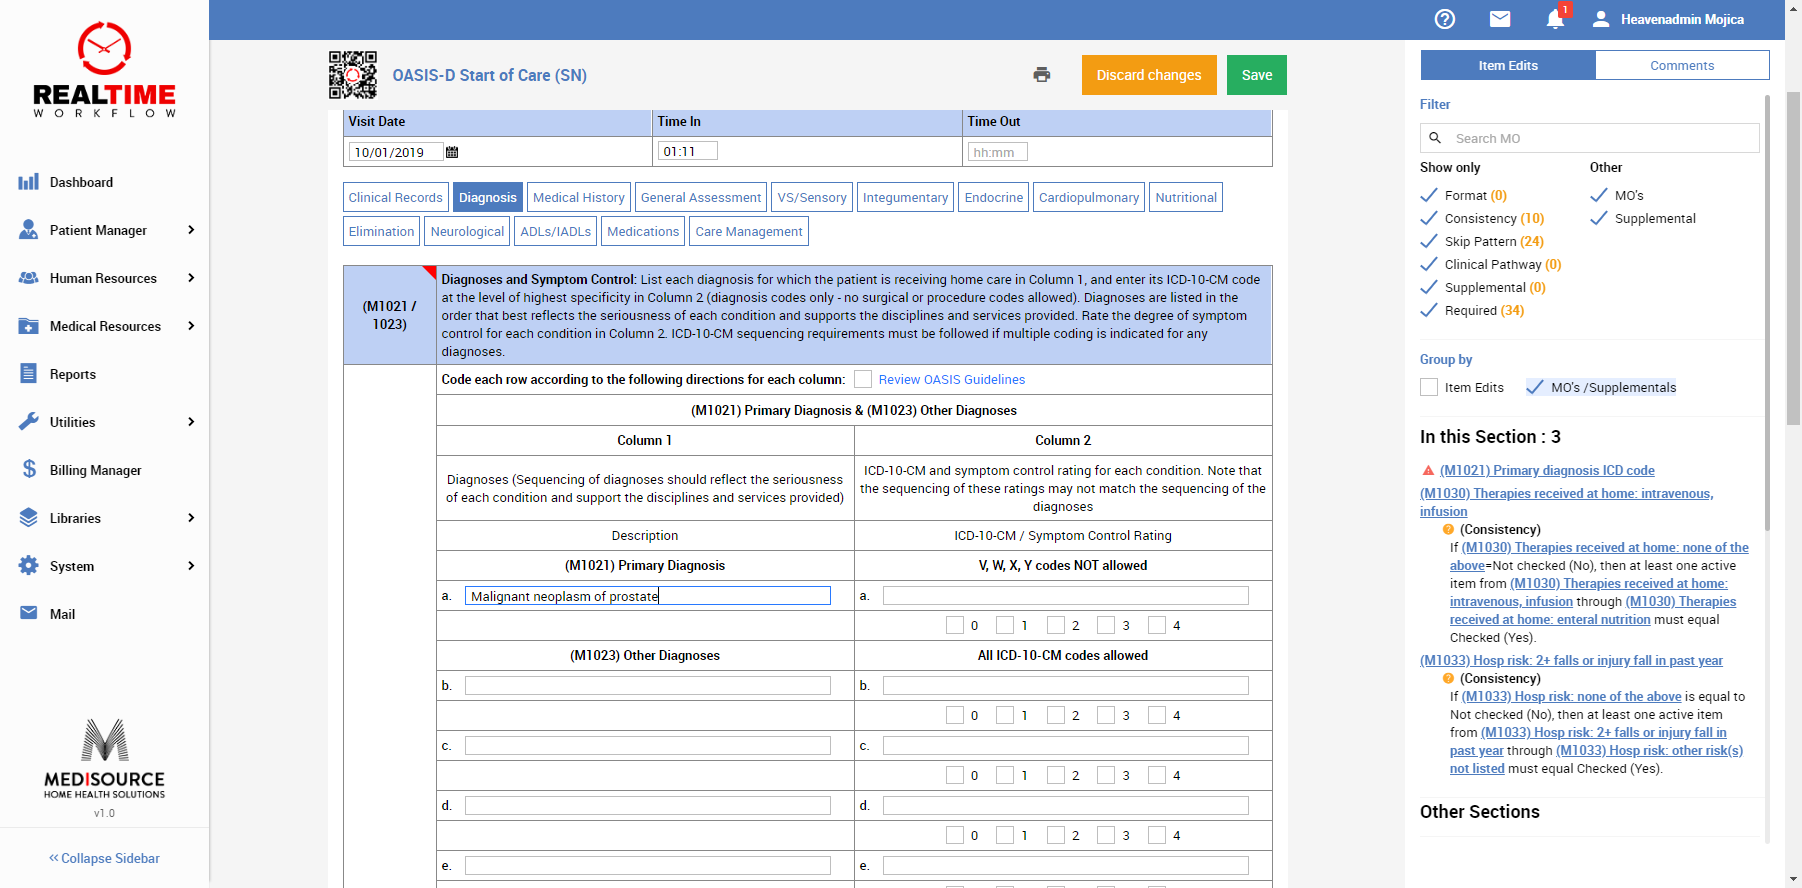 REALTIME
WORKFLOW
Dashboard
Patient Manager
Human Resources
Medical Resources
Reports
Utilities
Billing Manager
Libraries
System
Mail
MEDISOURCE
HOME HEALTH SOLUTIONS
v1.0
Collapse Sidebar
1
Heavenadmin Mojica
OASIS-D Start of Care (SN)
Discard changes
Save
Visit Date
Time In
Time Out
10/01/2019
01:11
hh:mm
Clinical Records
Diagnosis
Medical History
General Assessment
VS/Sensory
Integumentary
Endocrine
Cardiopulmonary
Nutritional
Elimination
Neurological
ADLs/IADLs
Medications
Care Management
(M1021 /
1023)
Diagnoses and Symptom Control: List each diagnosis for which the patient is receiving home care in Column 1, and enter its ICD-10-CM code
at the level of highest specificity in Column 2 (diagnosis codes only - no surgical or procedure codes allowed). Diagnoses are listed in the
order that best reflects the seriousness of each condition and supports the disciplines and services provided. Rate the degree of symptom
control for each condition in Column 2. ICD-10-CM sequencing requirements must be followed if multiple coding is indicated for any
diagnoses.
Code each row according to the following directions for each column: Review OASIS Guidelines
(M1021) Primary Diagnosis & (M1023) Other Diagnoses
Column 1
Column 2
Diagnoses (Sequencing of diagnoses should reflect the seriousness
of each condition and support the disciplines and services provided)
ICD-10-CM and symptom control rating for each condition. Note that
the sequencing of these ratings may not match the sequencing of the
diagnoses
Description
ICD-10-CM / Symptom Control Rating
(M1021) Primary Diagnosis
V, W, X, Y codes NOT allowed
a. Malignant neoplasm of prostate
a.
0 1 2 3 4
(M1023) Other Diagnoses
All ICD-10-CM codes allowed
b.
b.
0 1 2 3 4
c.
c.
0 1 2 3 4
d.
d.
0 1 2 3 4
e.
e.
Item Edits
Comments
Filter
Search MO
Show only
Other
Format (0)
MO's
Consistency (10)
Supplemental
Skip Pattern (24)
Clinical Pathway (0)
Supplemental (0)
Required (34)
Group by
Item Edits
MO's /Supplementals
In this Section : 3
(M1021) Primary diagnosis ICD code
(M1030) Therapies received at home: intravenous,
infusion
(Consistency)
If (M1030) Therapies received at home: none of the
above=Not checked (No), then at least one active
item from (M1030) Therapies received at home:
intravenous, infusion through (M1030) Therapies
received at home: enteral nutrition must equal
Checked (Yes).
(M1033) Hosp risk: 2+ falls or injury fall in past year
(Consistency)
If (M1033) Hosp risk: none of the above is equal to
Not checked (No), then at least one active item
from (M1033) Hosp risk: 2+ falls or injury fall in
past year through (M1033) Hosp risk: other risk(s)
not listed must equal Checked (Yes).
Other Sections